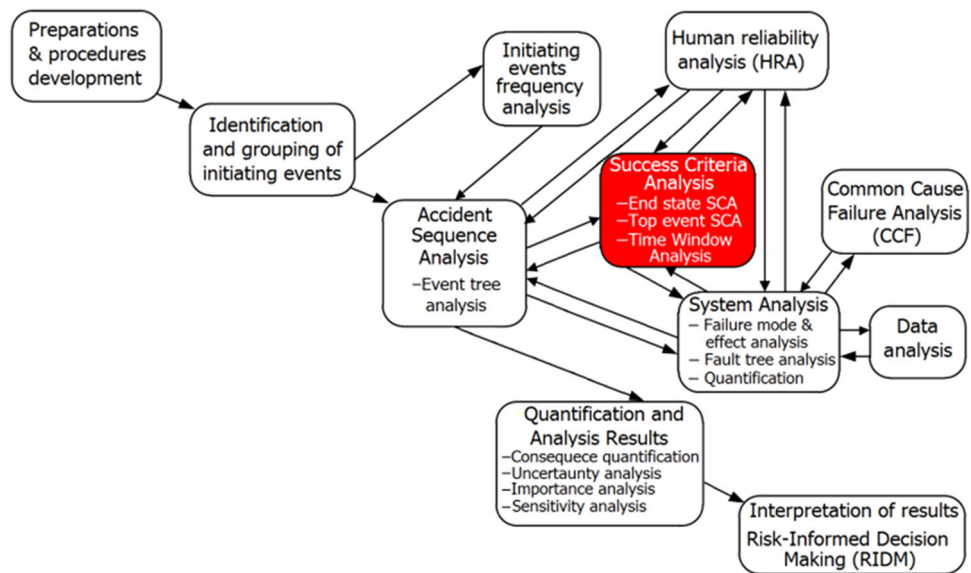 Preparations
& procedures
development
Identification
and grouping of
initiating events
Initiating
events
frequency
analysis
Human reliability
analysis (HRA)
Success Criteria
Analysis
–End state SCA
–Top event SCA
–Time Window
Analysis
Common Cause
Failure Analysis
(CCF)
Accident
Sequence
Analysis
–Event tree
analysis
System Analysis
– Failure mode &
effect analysis
– Fault tree analysis
– Quantification
Data
analysis
Quantification and
Analysis Results
–Consequece quantification
–Uncertaunty analysis
–Importance analysis
–Sensitivity analysis
Interpretation of results
Risk-Informed Decision
Making (RIDM)